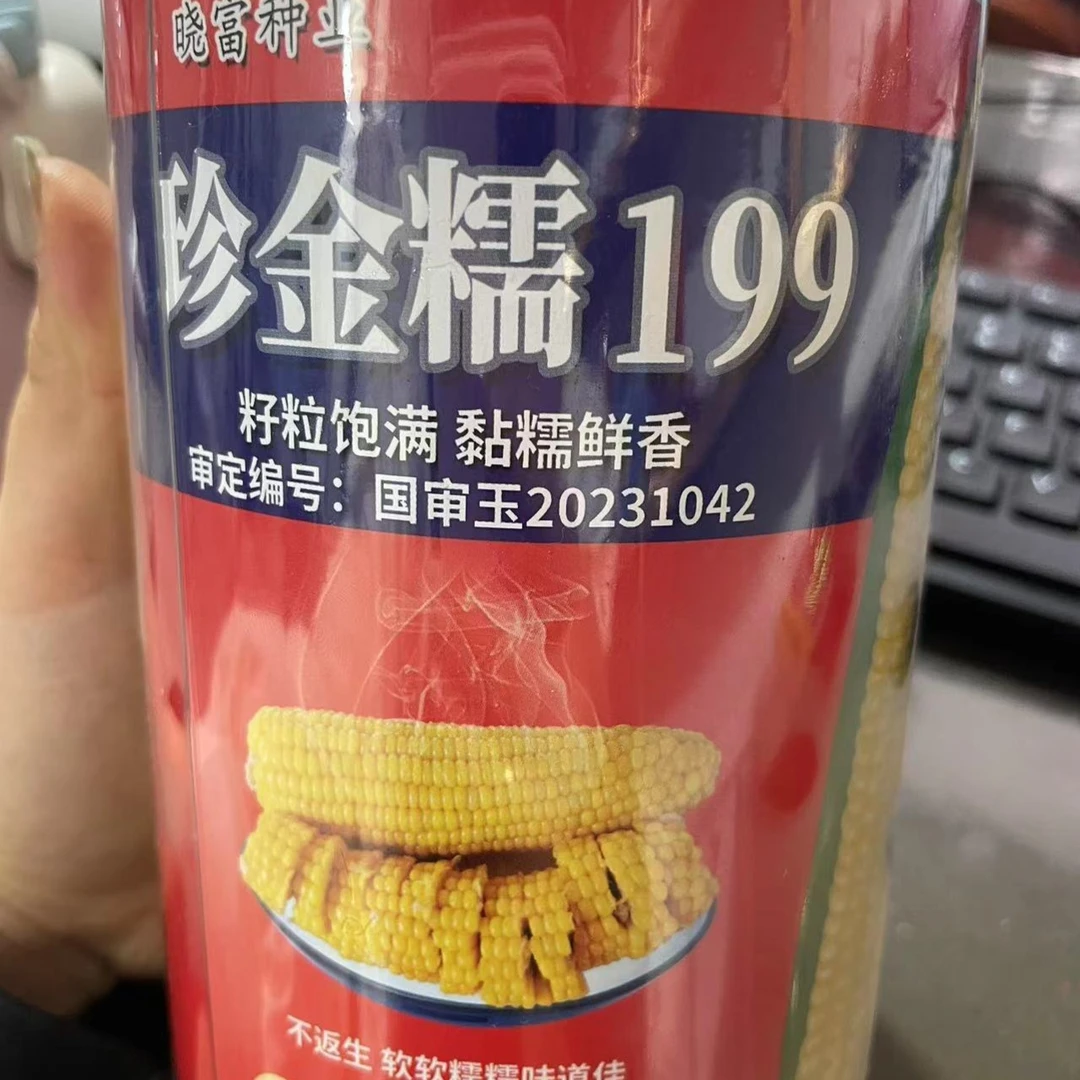 晓富种业
珍金糯199
籽粒饱满 黏糯鲜香
审定编号：国审玉20231042
不返生 软软糯糯味道佳